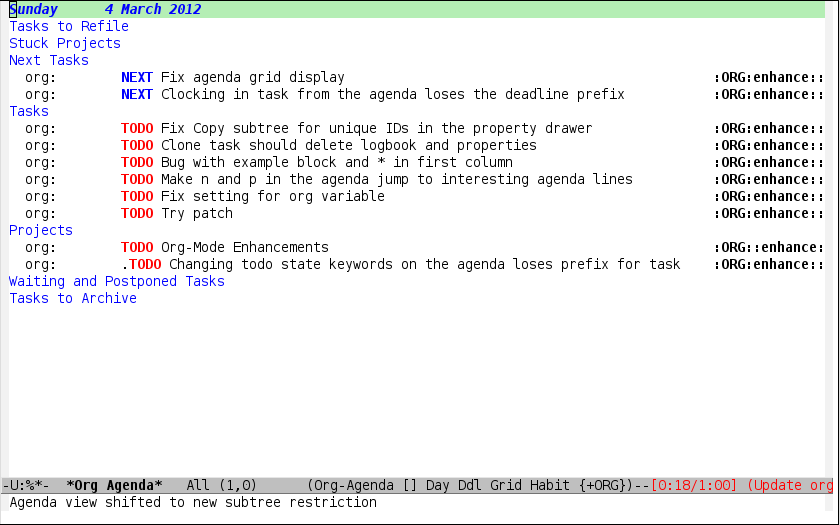 Sunday      4 March 2012
Tasks to Refile
Stuck Projects
Next Tasks
  org:        NEXT Fix agenda grid display                                              :ORG:enhance::
  org:        NEXT Clocking in task from the agenda loses the deadline prefix           :ORG:enhance::
Tasks
  org:        TODO Fix Copy subtree for unique IDs in the property drawer               :ORG:enhance::
  org:        TODO Clone task should delete logbook and properties                      :ORG:enhance::
  org:        TODO Bug with example block and * in first column                         :ORG:enhance::
  org:        TODO Make n and p in the agenda jump to interesting agenda lines          :ORG:enhance::
  org:        TODO Fix setting for org variable                                         :ORG:enhance::
  org:        TODO Try patch                                                            :ORG:enhance::
Projects
  org:        TODO Org-Mode Enhancements                                                :ORG::enhance:
  org:        .TODO Changing todo state keywords on the agenda loses prefix for task    :ORG:enhance::
Waiting and Postponed Tasks
Tasks to Archive
-U:%*-  *Org Agenda*   All (1,0)      (Org-Agenda [] Day Ddl Grid Habit {+ORG})--[0:18/1:00] (Update org
Agenda view shifted to new subtree restriction